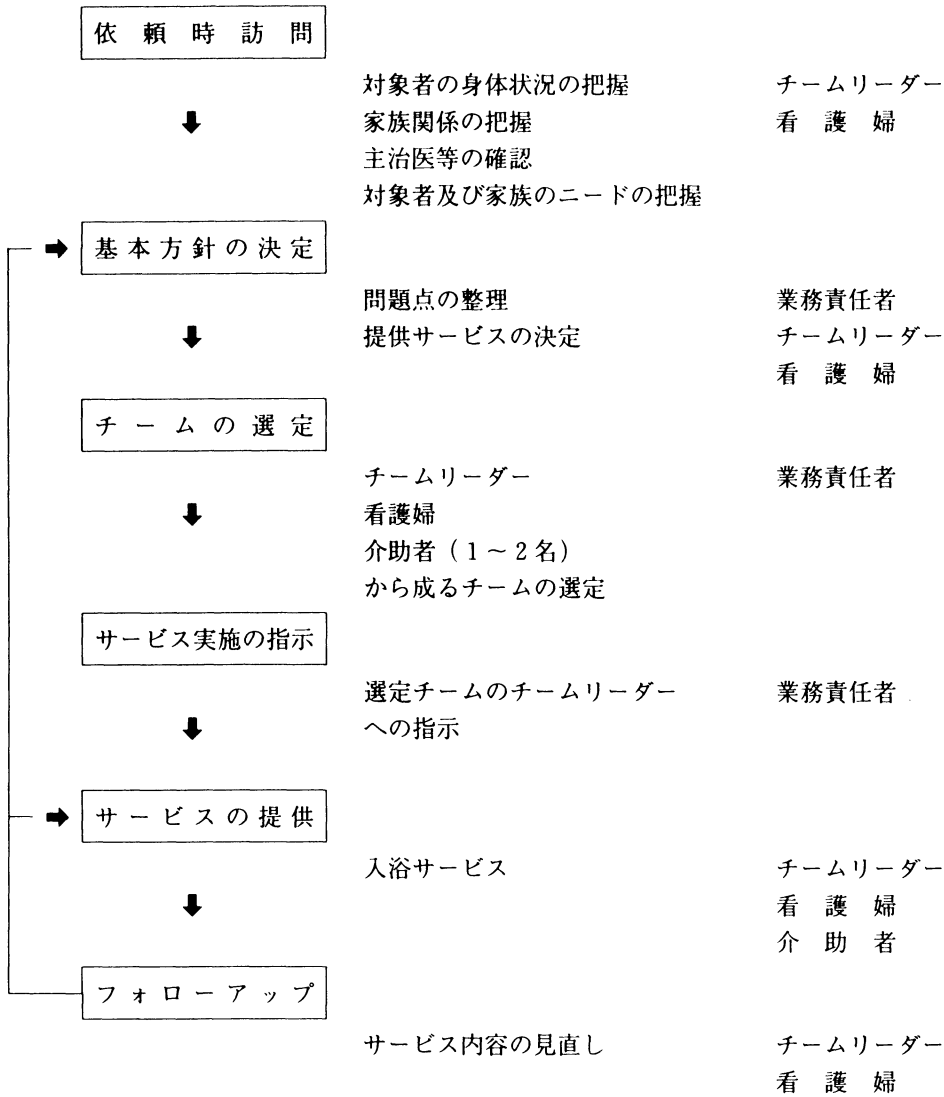 依頼時訪問
対象者の身体状況の把握 チームリーダー
家族関係の把握 看護婦
主治医等の確認
対象者及び家族のニードの把握
基本方針の決定
問題点の整理 業務責任者
提供サービスの決定 チームリーダー
看護婦
チームの選定
チームリーダー 業務責任者
看護婦
介助者（1～2名）
から成るチームの選定
サービス実施の指示
選定チームのチームリーダー 業務責任者
への指示
サービスの提供
入浴サービス チームリーダー
看護婦
介助者
フォローアップ
サービス内容の見直し チームリーダー
看護婦